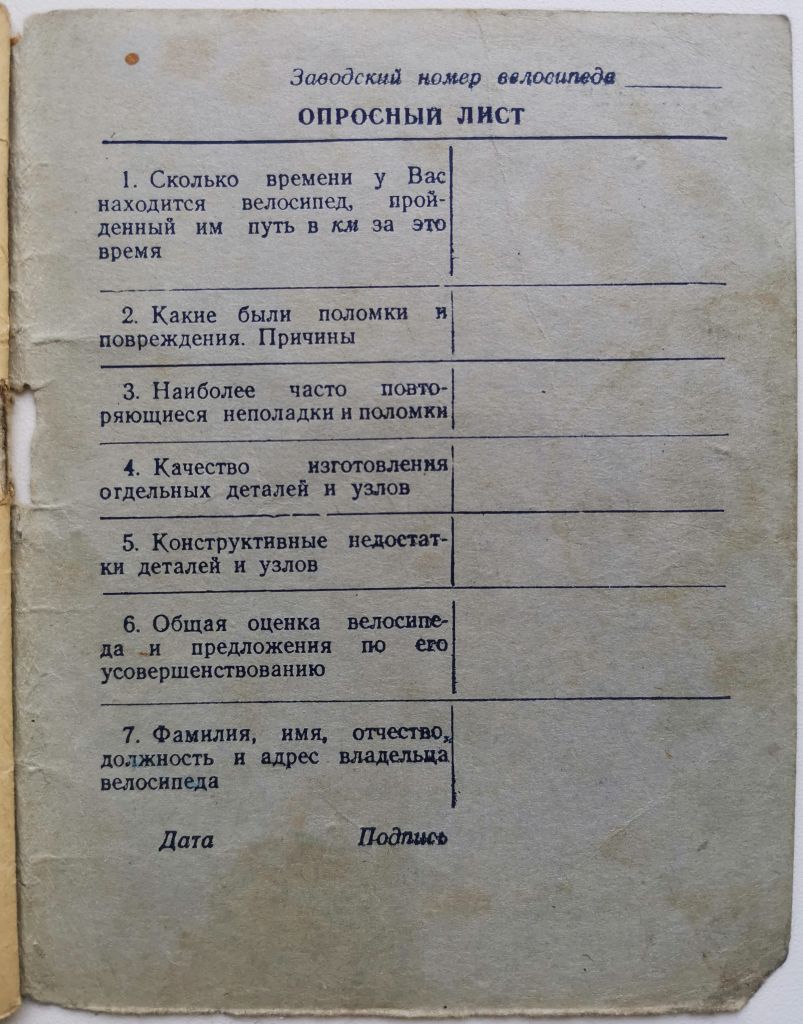 Заводский номер велосипеда
ОПРОСНЫЙ ЛИСТ
1. Сколько времени у Вас
находится велосипед, прой-
денный им путь в км за это
время
2. Какие были поломки и
повреждения. Причины
3. Наиболее часто повто-
ряющиеся неполадки и поломки
4. Качество изготовления
отдельных деталей и узлов
5. Конструктивные недостат-
ки деталей и узлов
6. Общая оценка велосипе-
да и предложения по его
усовершенствованию
7. Фамилия, имя, отчество,
должность и адрес владельца
велосипеда
Дата Подпись